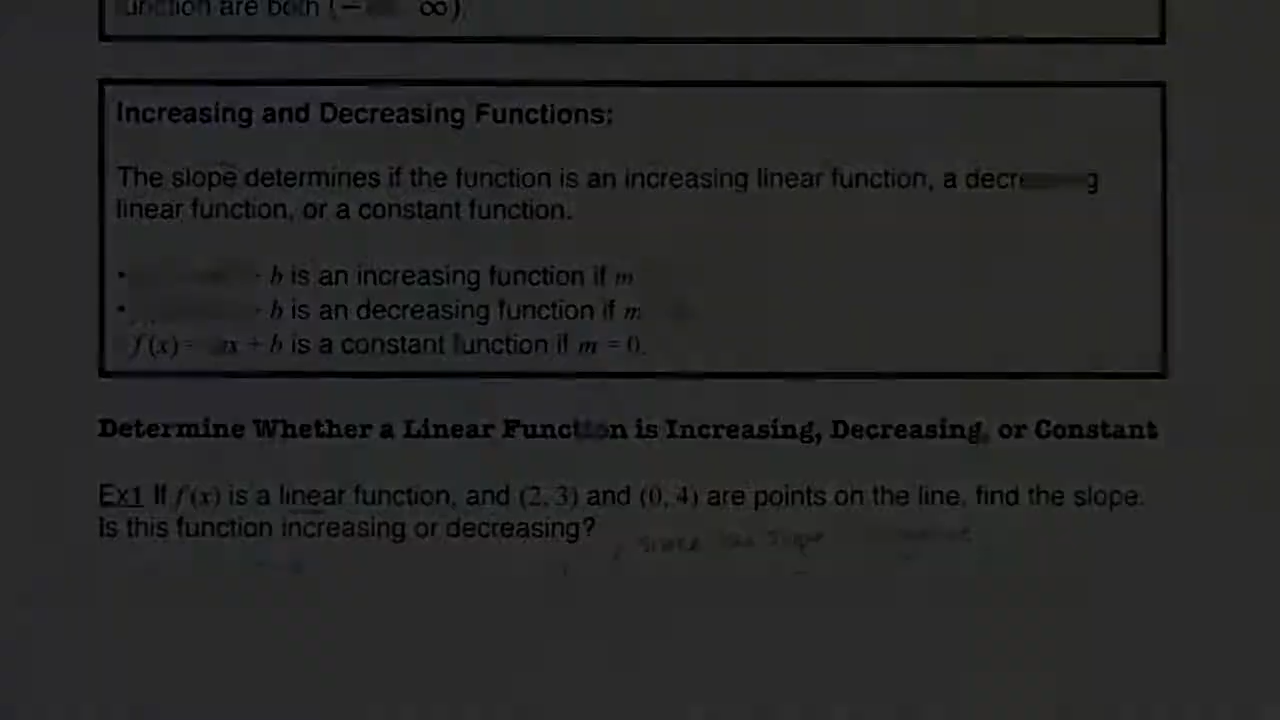 function are both (− ∞)
Increasing and Decreasing Functions:
The slope determines if the function is an increasing linear function, a
linear function, or a constant function.
• b is an increasing function if m
• b is an decreasing function if m
f(x) = mx + b is a constant function if m = 0.
Determine Whether a Linear Function is Increasing, Decreasing, or Constant
Ex1 If f(x) is a linear function, and (2, 3) and (0, 4) are points on the line, find the slope.
Is this function increasing or decreasing?